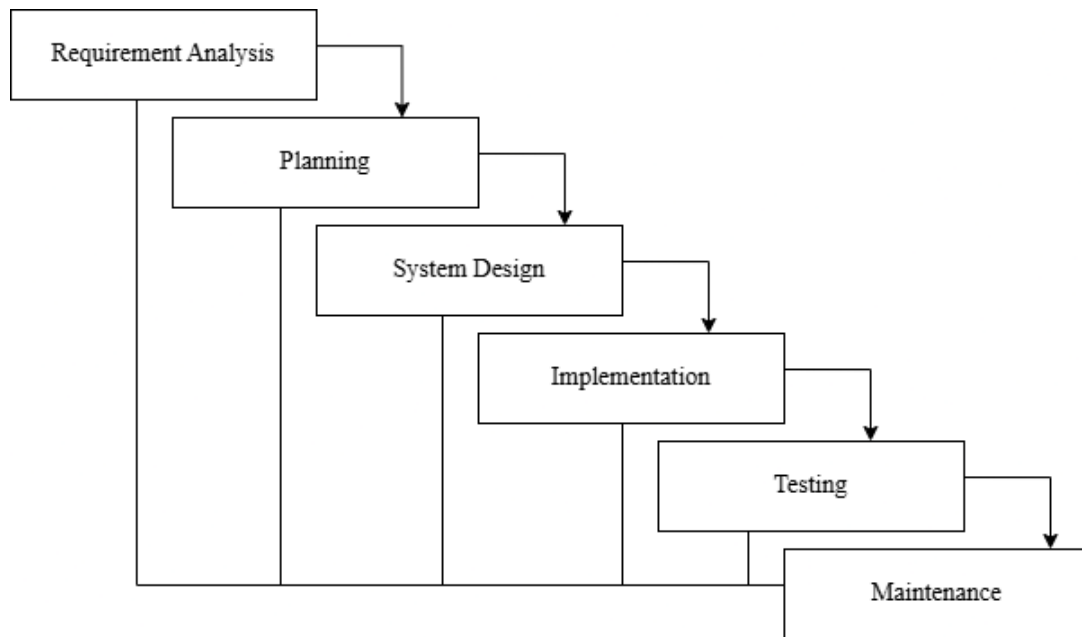 Requirement Analysis
Planning
System Design
Implementation
Testing
Maintenance